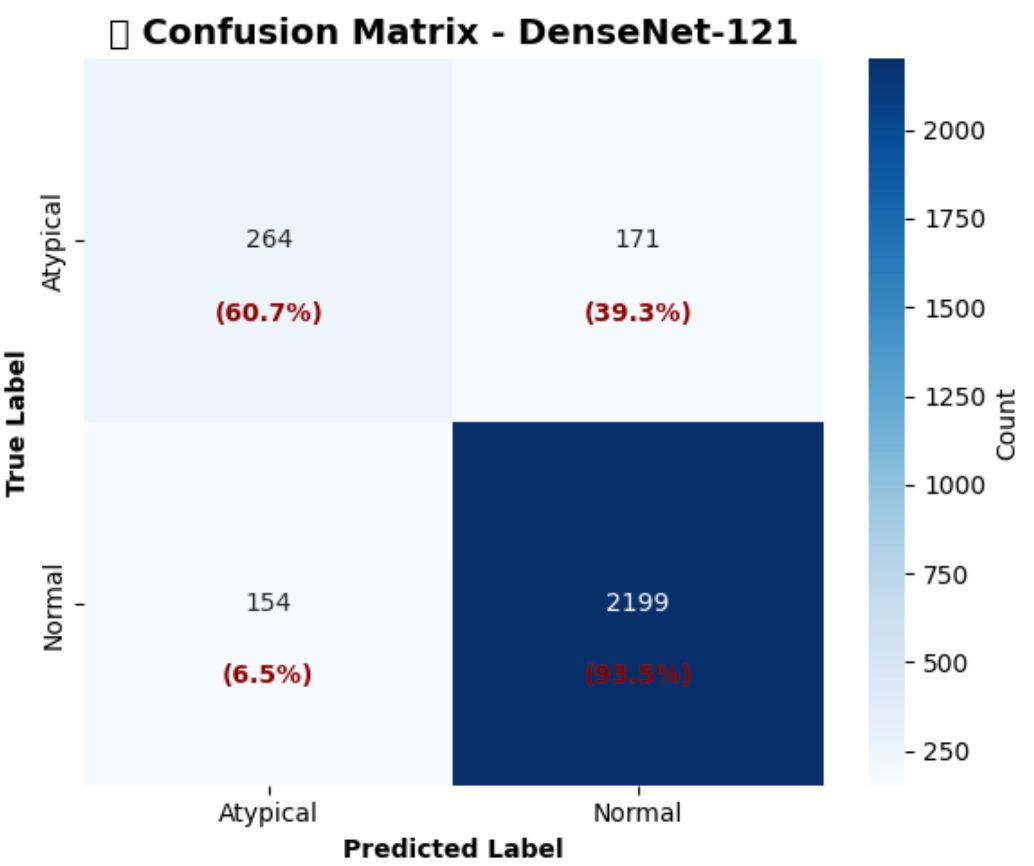 Confusion Matrix - DenseNet-121
True Label
Atypical
264
171
(60.7%)
(39.3%)
Normal
154
2199
(6.5%)
(93.5%)
Atypical
Normal
Predicted Label
2000
1750
1500
1250
1000
750
500
250
Count